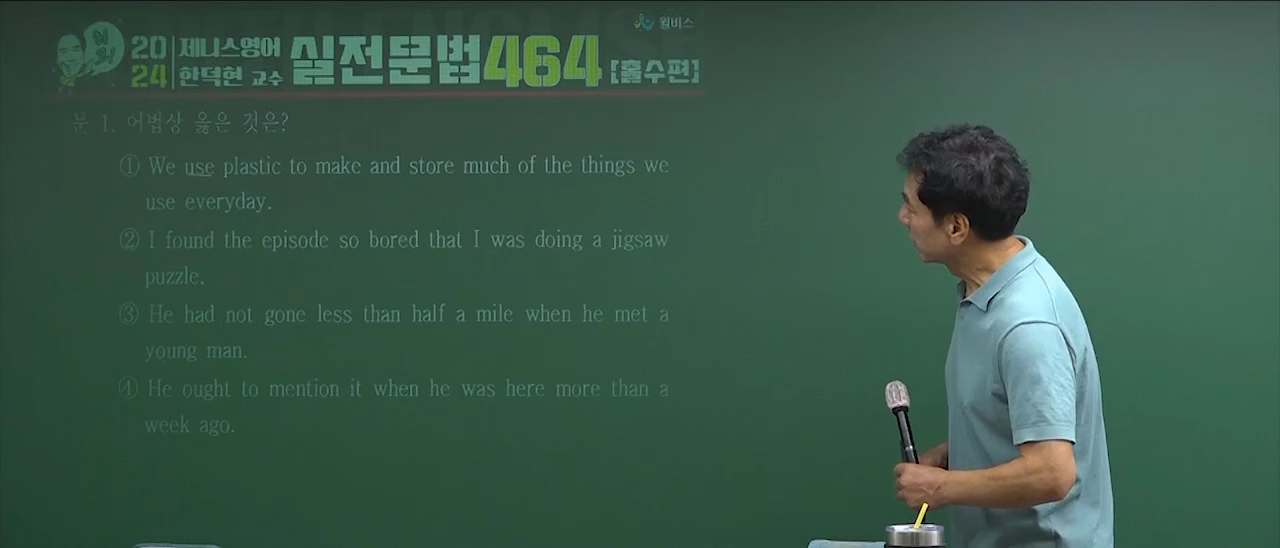 윌비스
2024 제니스영어 한덕현 교수 실전문법464 [홀수편]
문 1. 어법상 옳은 것은?
① We use plastic to make and store much of the things we
use everyday.
② I found the episode so bored that I was doing a jigsaw
puzzle.
③ He had not gone less than half a mile when he met a
young man.
④ He ought to mention it when he was here more than a
week ago.